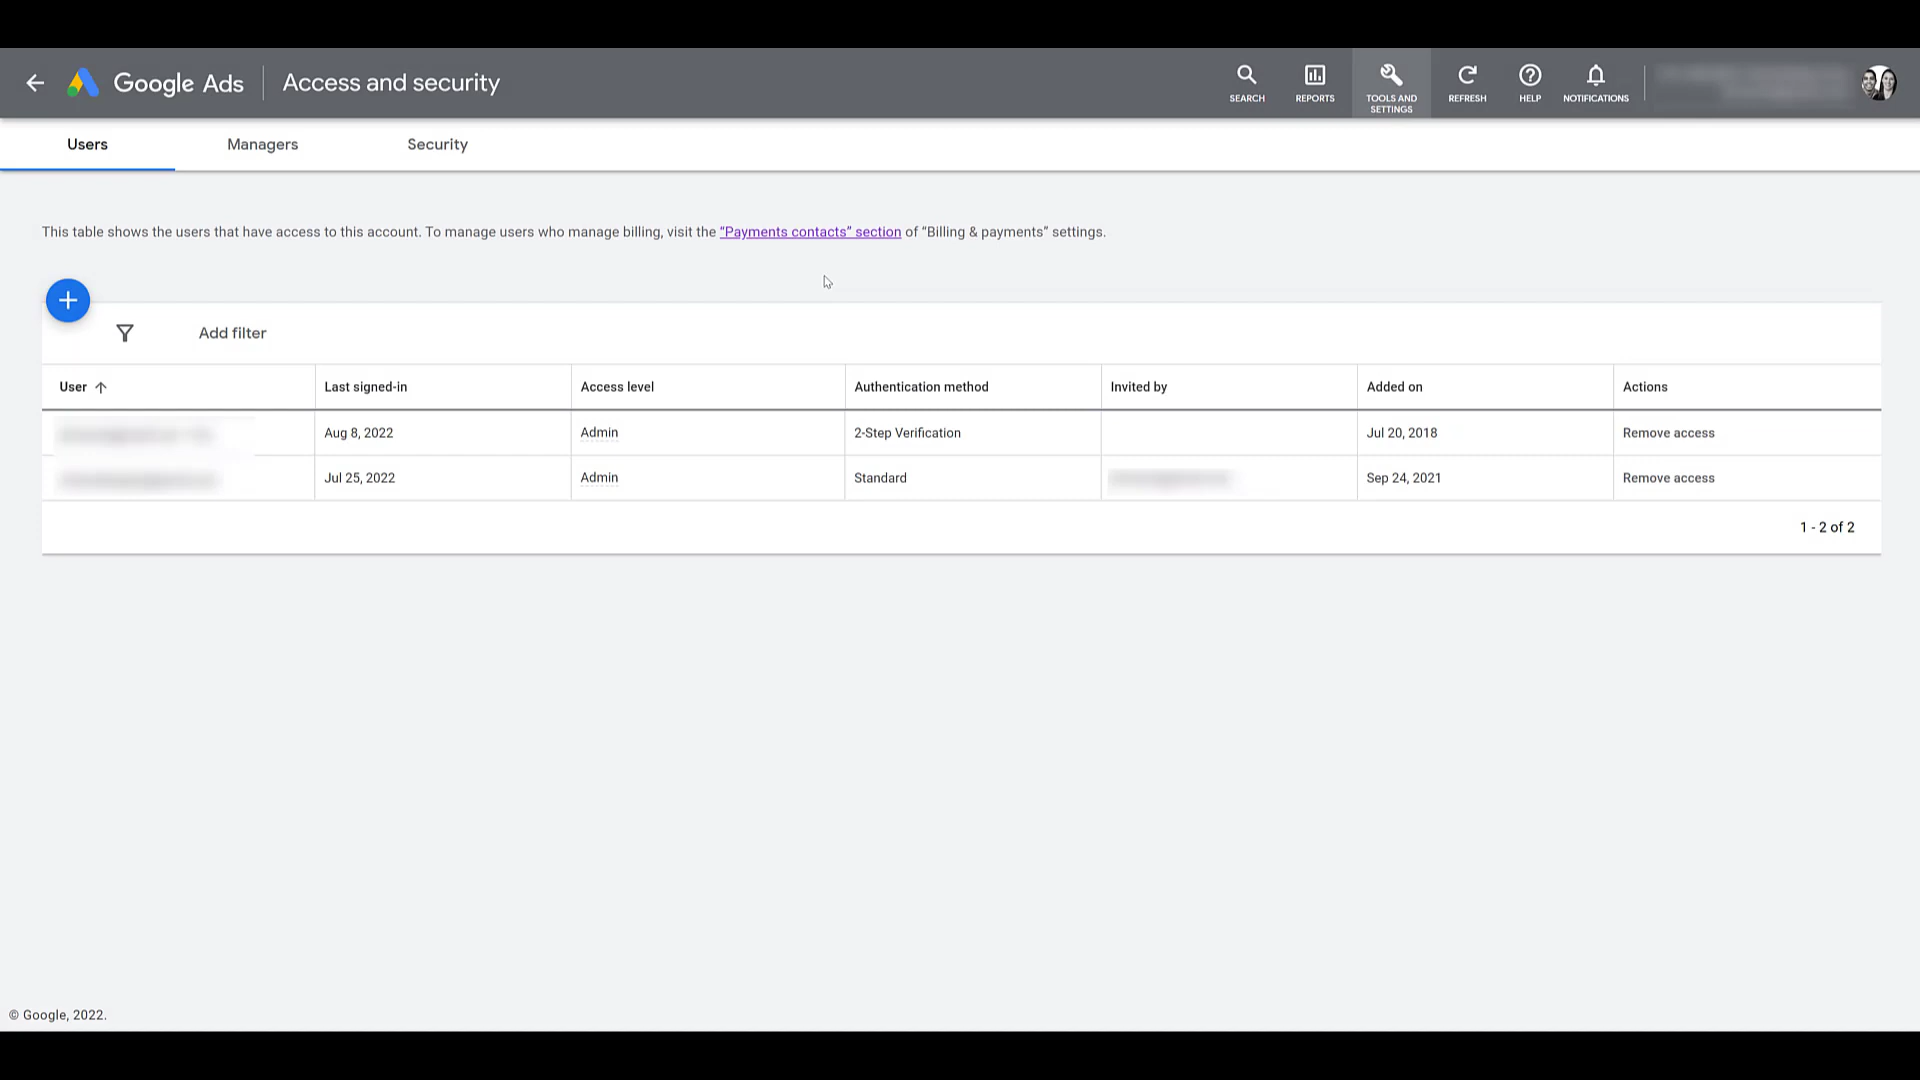 Google Ads Access and security
SEARCH REPORTS TOOLS AND SETTINGS REFRESH HELP NOTIFICATIONS
Users Managers Security
This table shows the users that have access to this account. To manage users who manage billing, visit the “Payments contacts” section of “Billing & payments” settings.
Add filter
User Last signed-in Access level Authentication method Invited by Added on Actions
Aug 8, 2022 Admin 2-Step Verification Jul 20, 2018 Remove access
Jul 25, 2022 Admin Standard Sep 24, 2021 Remove access
1 - 2 of 2
© Google, 2022.